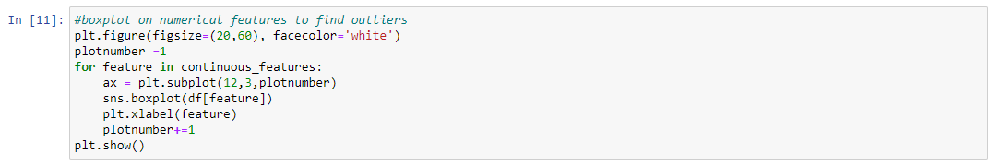 In [11]: #boxplot on numerical features to find outliers
plt.figure(figsize=(20,60), facecolor='white')
plotnumber =1
for feature in continuous_features:
    ax = plt.subplot(12,3,plotnumber)
    sns.boxplot(df[feature])
    plt.xlabel(feature)
    plotnumber+=1
plt.show()